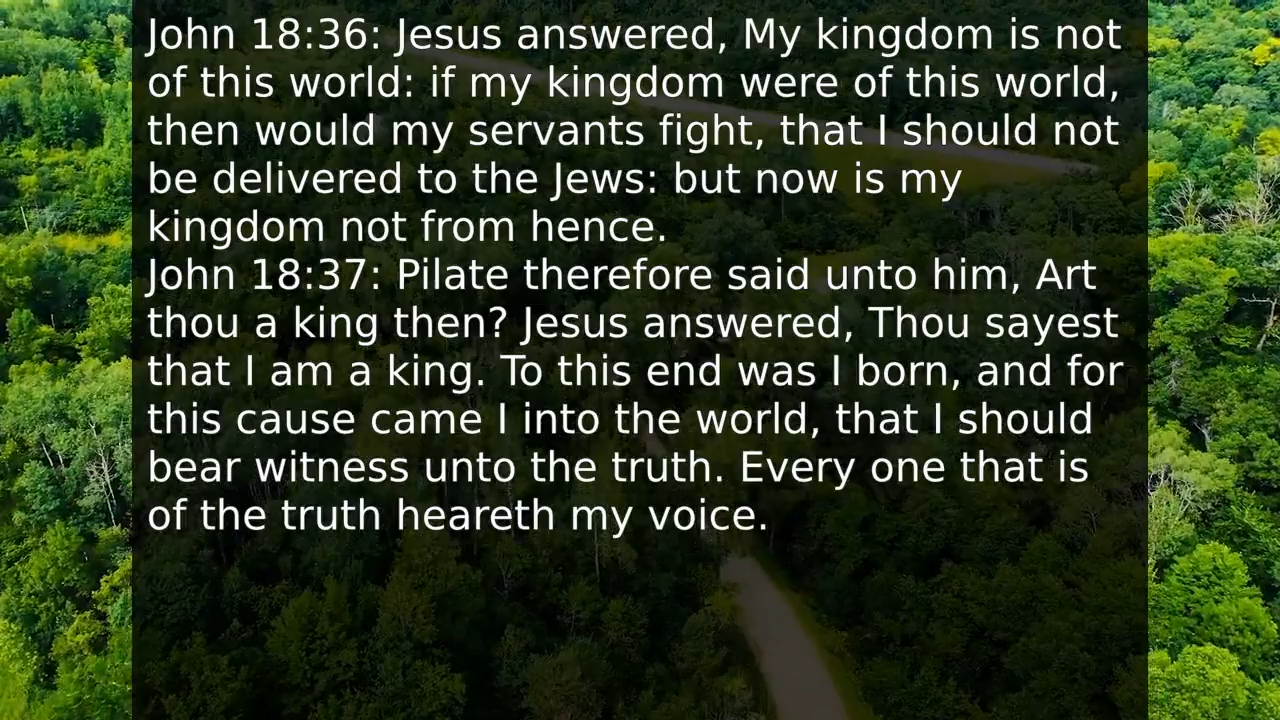 John 18:36: Jesus answered, My kingdom is not
of this world: if my kingdom were of this world,
then would my servants fight, that I should not
be delivered to the Jews: but now is my
kingdom not from hence.
John 18:37: Pilate therefore said unto him, Art
thou a king then? Jesus answered, Thou sayest
that I am a king. To this end was I born, and for
this cause came I into the world, that I should
bear witness unto the truth. Every one that is
of the truth heareth my voice.